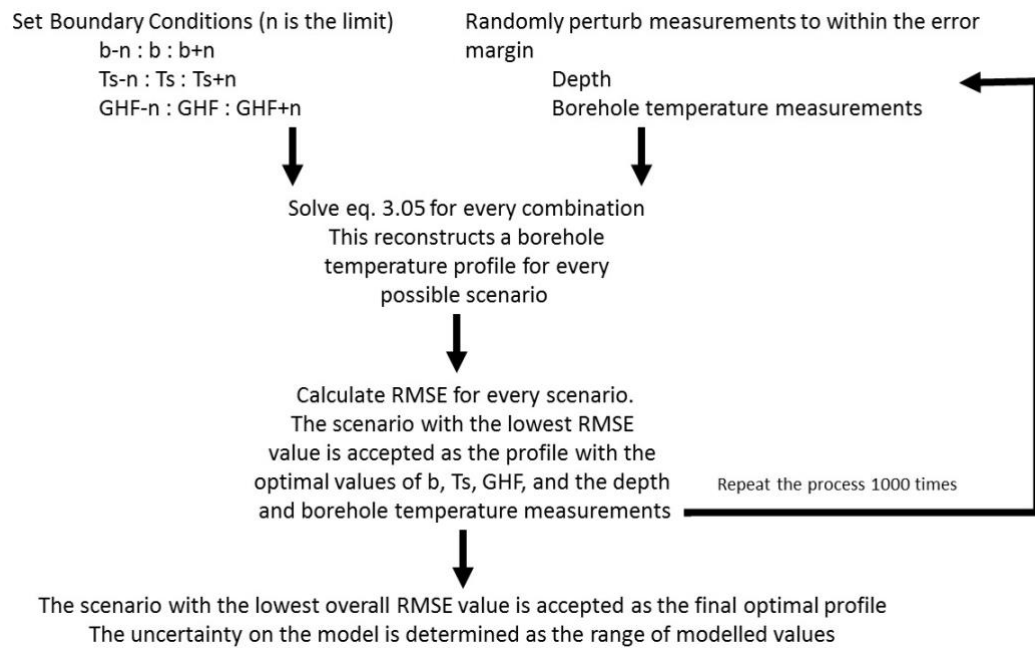 Set Boundary Conditions (n is the limit)
b-n : b : b+n
Ts-n : Ts : Ts+n
GHF-n : GHF : GHF+n
Randomly perturb measurements to within the error
margin
Depth
Borehole temperature measurements
Solve eq. 3.05 for every combination
This reconstructs a borehole
temperature profile for every
possible scenario
Calculate RMSE for every scenario.
The scenario with the lowest RMSE
value is accepted as the profile with the
optimal values of b, Ts, GHF, and the depth
and borehole temperature measurements
Repeat the process 1000 times
The scenario with the lowest overall RMSE value is accepted as the final optimal profile
The uncertainty on the model is determined as the range of modelled values